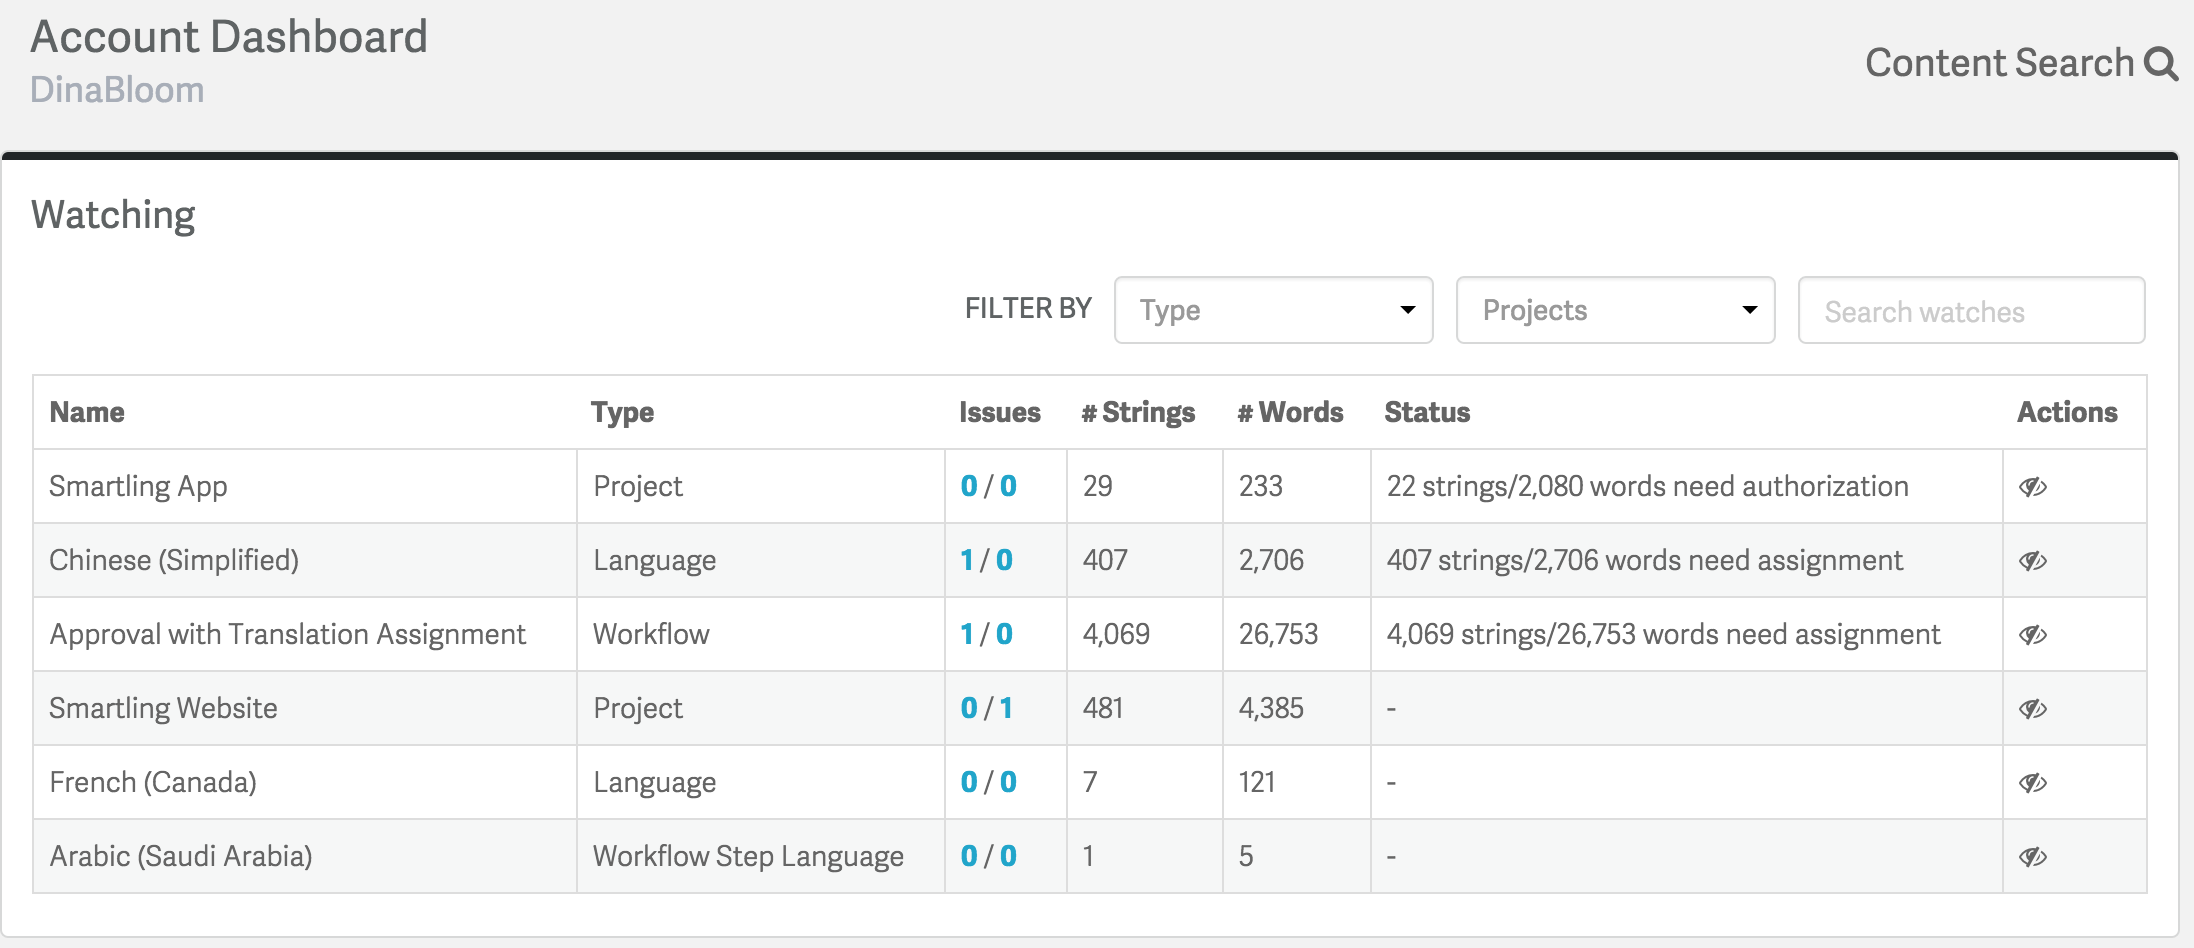 Account Dashboard
DinaBloom
Content Search
Watching
FILTER BY Type Projects Search watches
Name Type Issues # Strings # Words Status Actions
Smartling App Project 0 / 0 29 233 22 strings/2,080 words need authorization
Chinese (Simplified) Language 1 / 0 407 2,706 407 strings/2,706 words need assignment
Approval with Translation Assignment Workflow 1 / 0 4,069 26,753 4,069 strings/26,753 words need assignment
Smartling Website Project 0 / 1 481 4,385 -
French (Canada) Language 0 / 0 7 121 -
Arabic (Saudi Arabia) Workflow Step Language 0 / 0 1 5 -